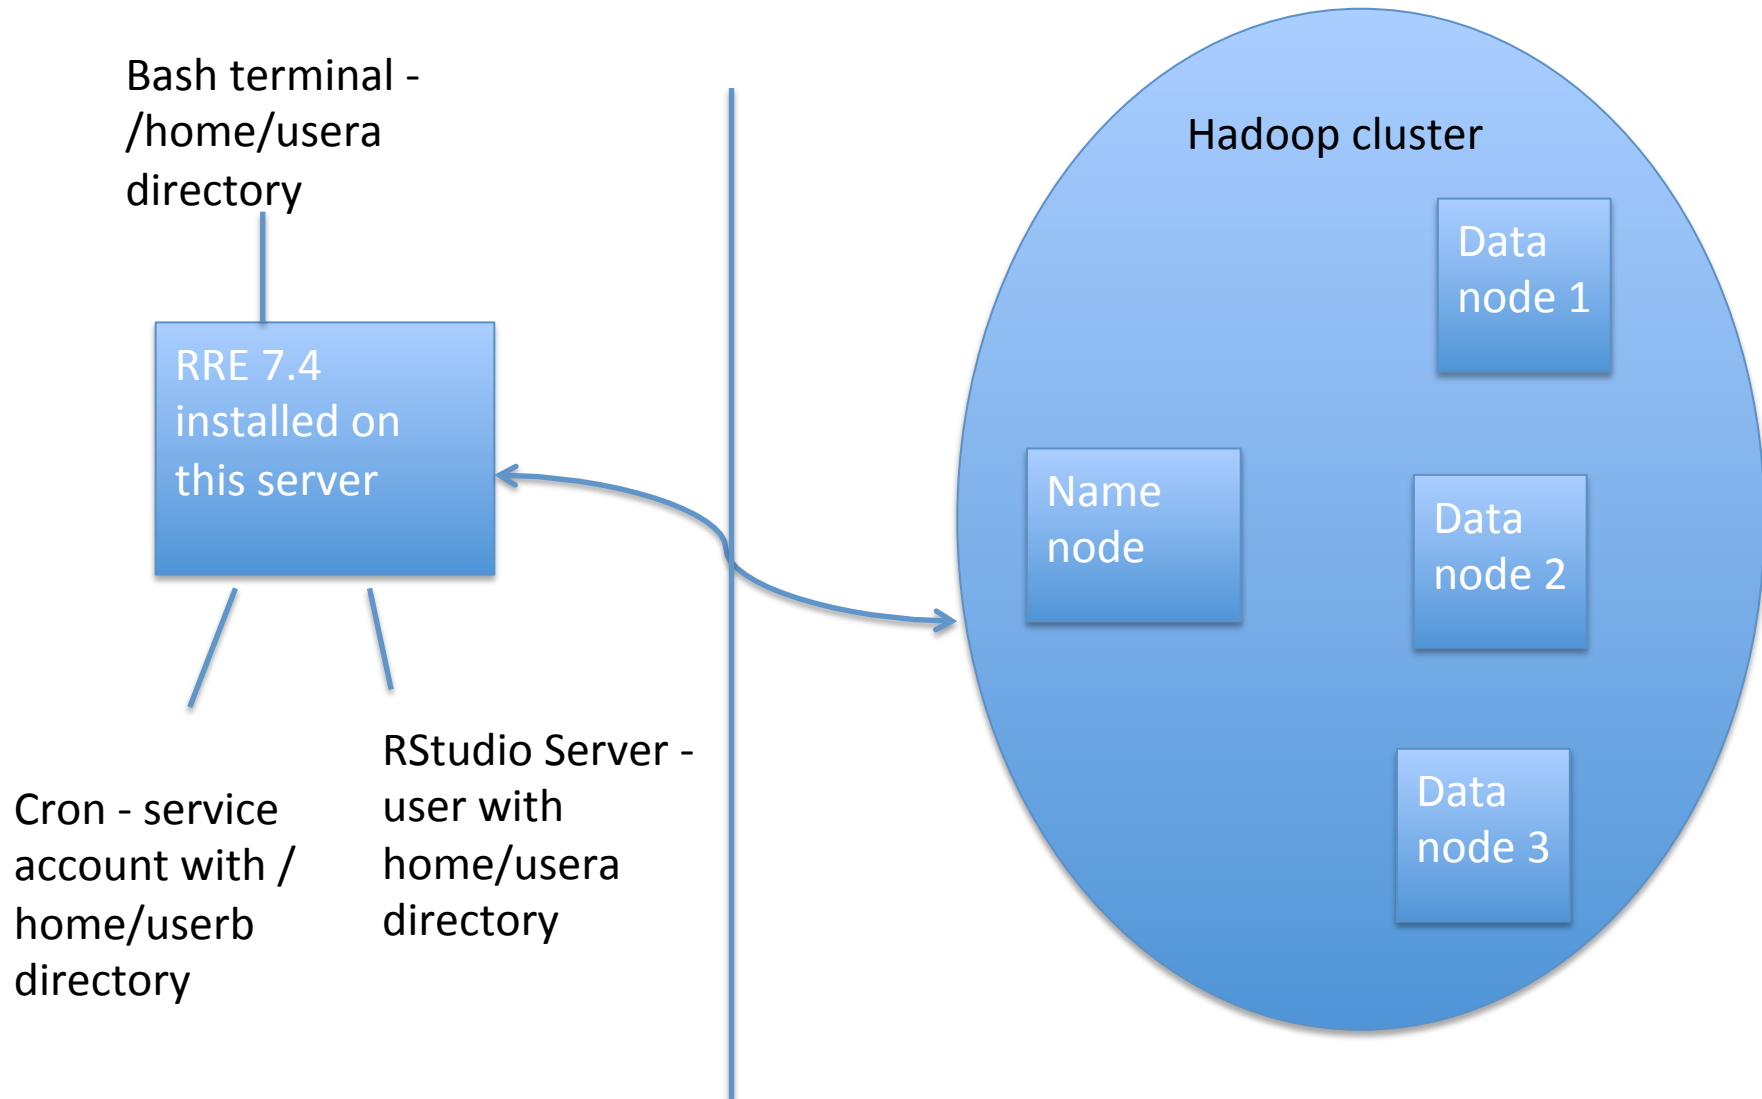 Bash terminal -
/home/usera
directory
RRE 7.4
installed on
this server
Cron - service
account with /
home/userb
directory
RStudio Server -
user with
home/usera
directory
Hadoop cluster
Name
node
Data
node 1
Data
node 2
Data
node 3